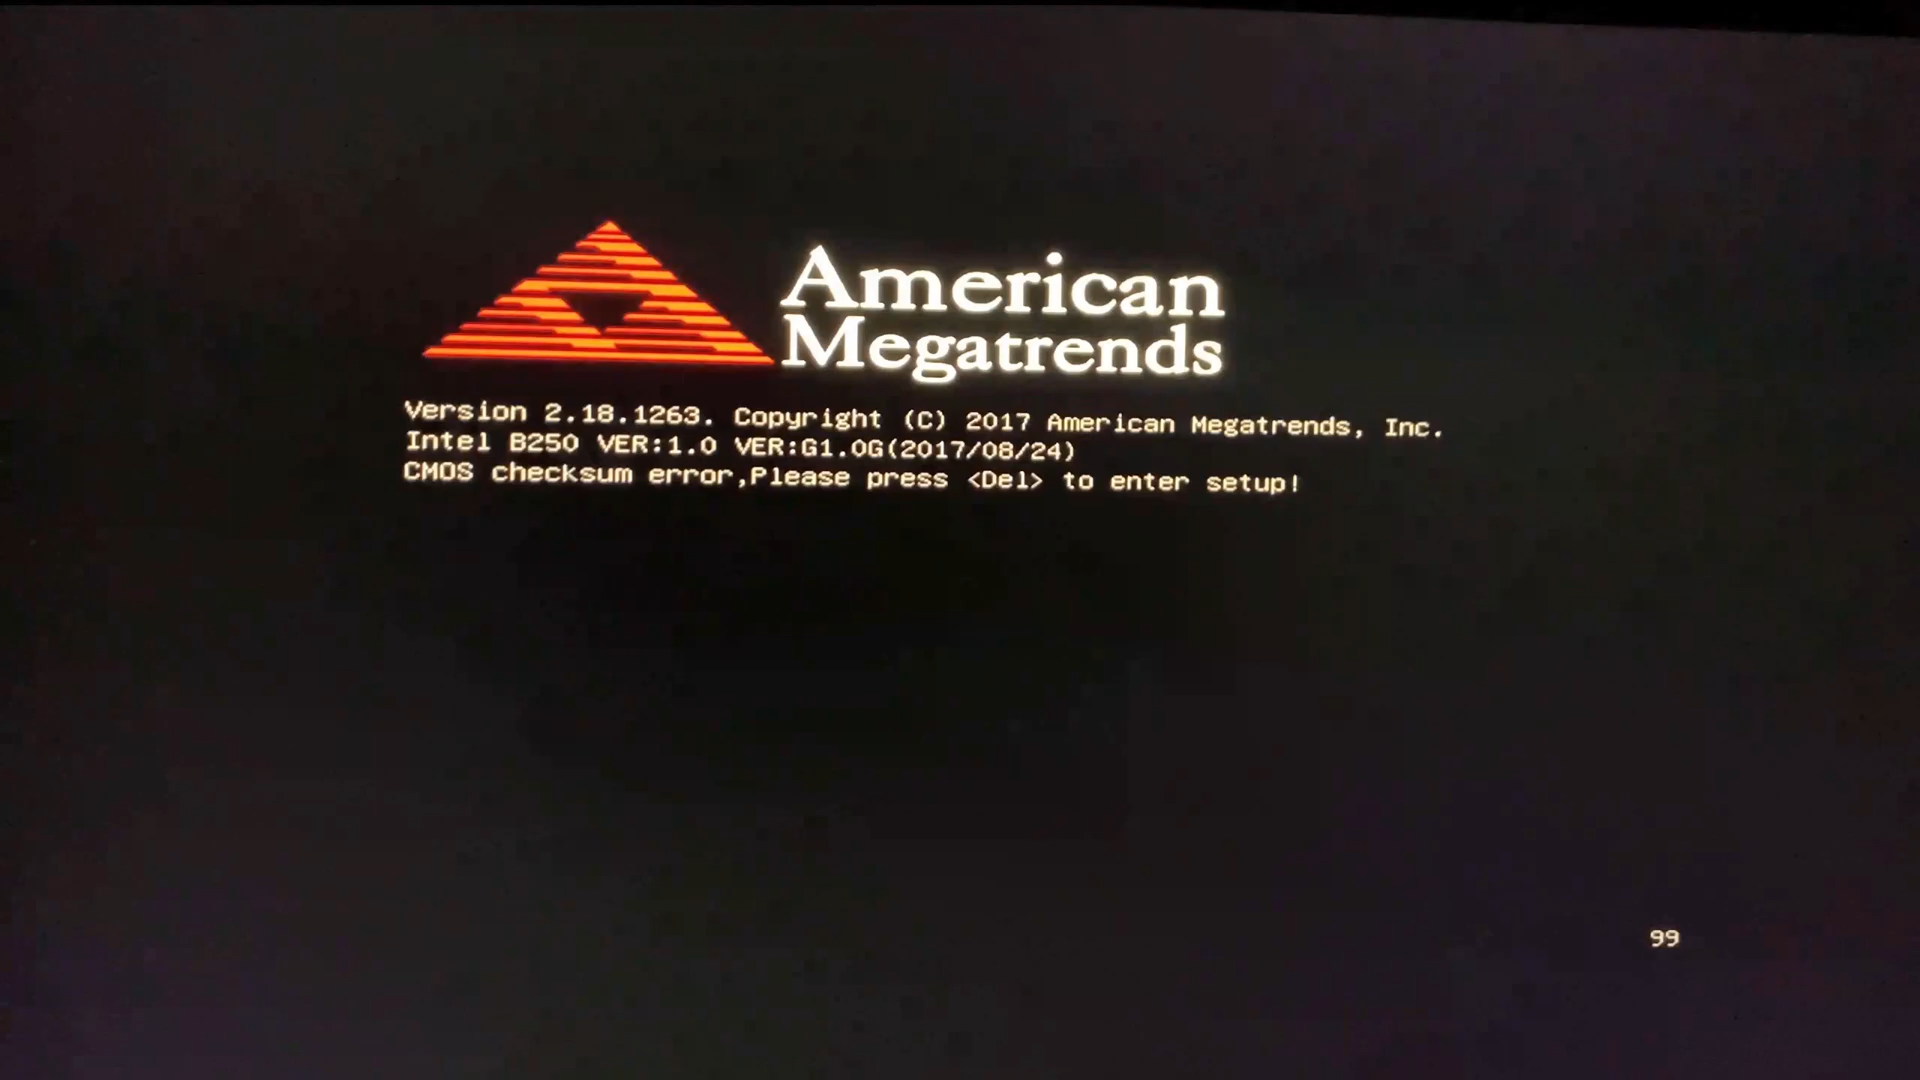 American
Megatrends
Version 2.18.1263. Copyright (C) 2017 American Megatrends, Inc.
Intel B250 VER:1.0 VER:G1.0G(2017/08/24)
CMOS checksum error,Please press <Del> to enter setup!
99